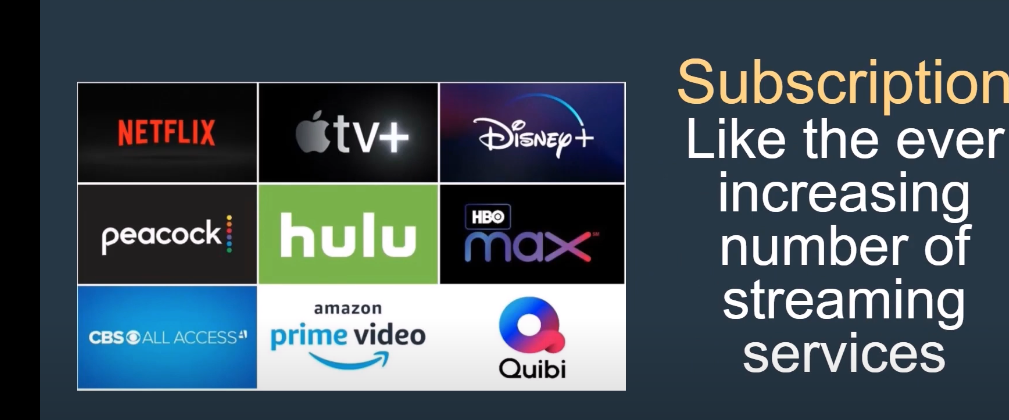 NETFLIX
tv+
Disney+
peacock
hulu
HBO
max
CBS ALL ACCESS
amazon
prime video
Quibi
Subscription
Like the ever
increasing
number of
streaming
services